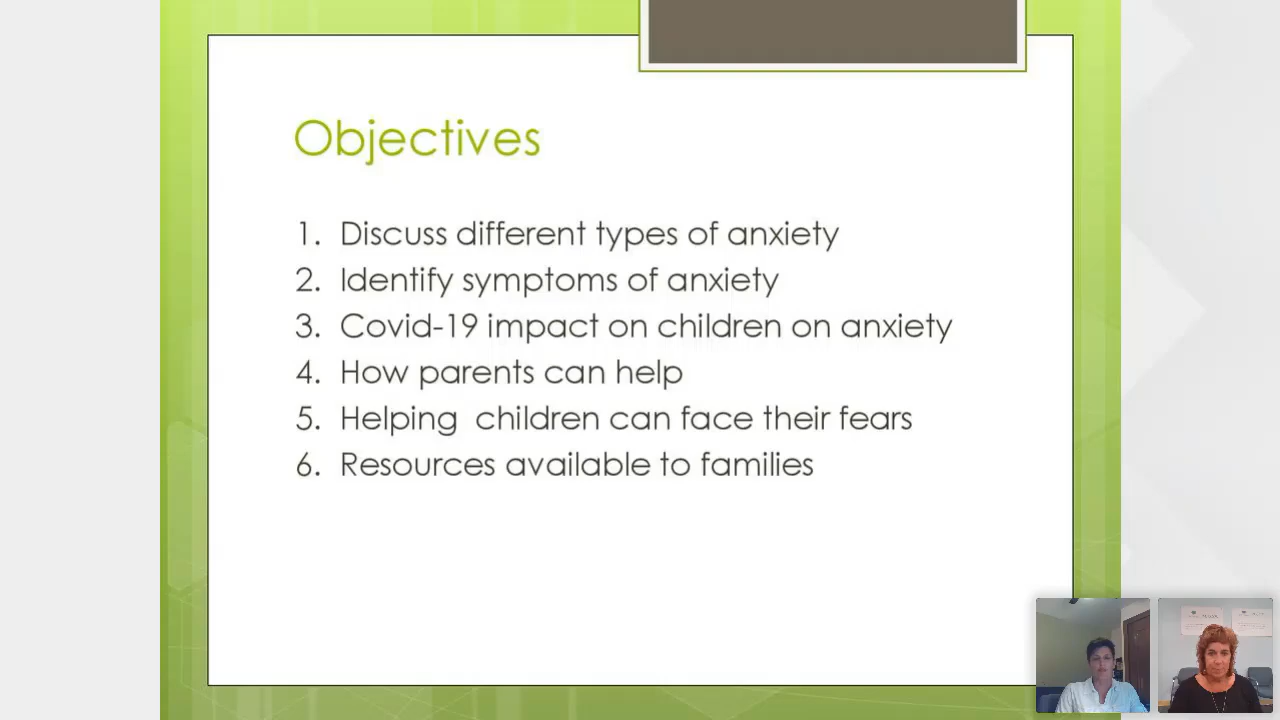 Objectives
1. Discuss different types of anxiety
2. Identify symptoms of anxiety
3. Covid-19 impact on children on anxiety
4. How parents can help
5. Helping  children can face their fears
6. Resources available to families